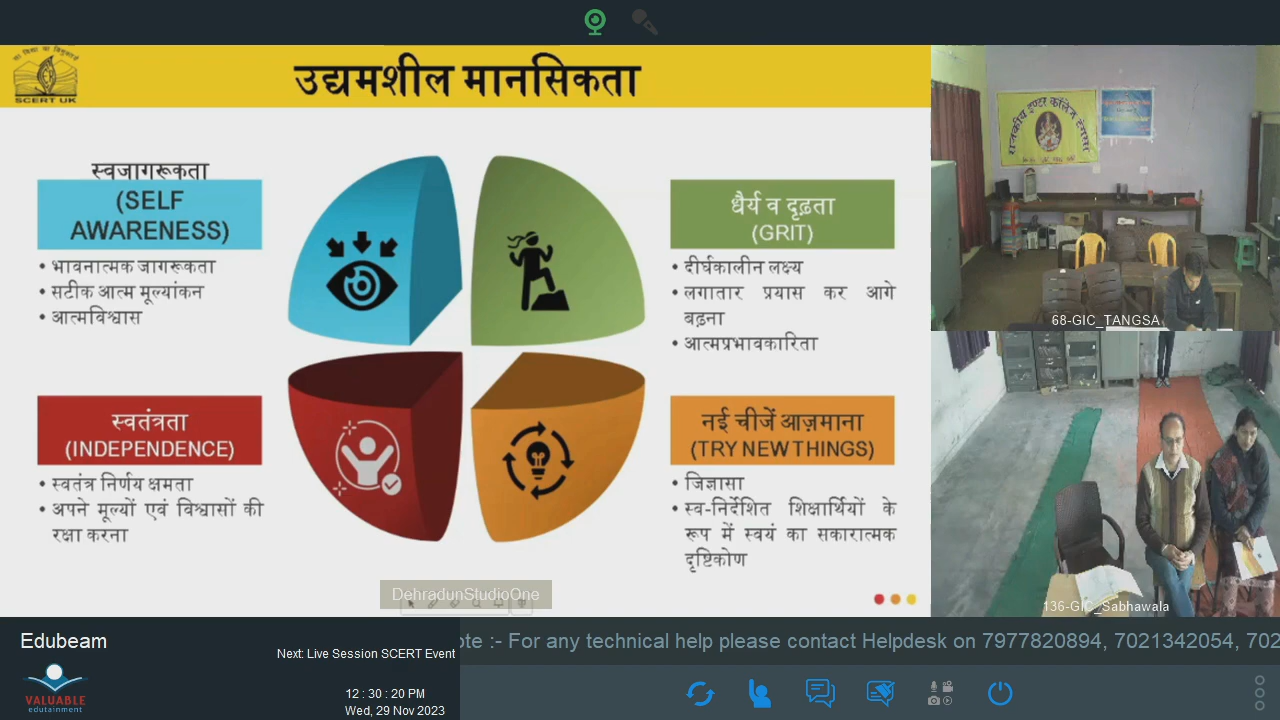 SCERT UK
उद्यमशील मानसिकता
स्वजागरूकता
(SELF
AWARENESS)
• भावनात्मक जागरूकता
• सटीक आत्म मूल्यांकन
• आत्मविश्वास
धैर्य व दृढ़ता
(GRIT)
• दीर्घकालीन लक्ष्य
• लगातार प्रयास कर आगे
बढ़ना
• आत्मप्रभावकारिता
स्वतंत्रता
(INDEPENDENCE)
• स्वतंत्र निर्णय क्षमता
• अपने मूल्यों एवं विश्वासों की
रक्षा करना
नई चीजें आज़माना
(TRY NEW THINGS)
• जिज्ञासा
• स्व-निर्देशित शिक्षार्थियों के
रूप में स्वयं का सकारात्मक
दृष्टिकोण
DehradunStudioOne
राजकीय इण्टर कॉलेज
68-GIC_TANGSA
136-GIC_Sabhawala
Edubeam
VALUABLE
edutainment
Next: Live Session SCERT Event
12 : 30 : 20 PM
Wed, 29 Nov 2023
ote :- For any technical help please contact Helpdesk on 7977820894, 7021342054, 702